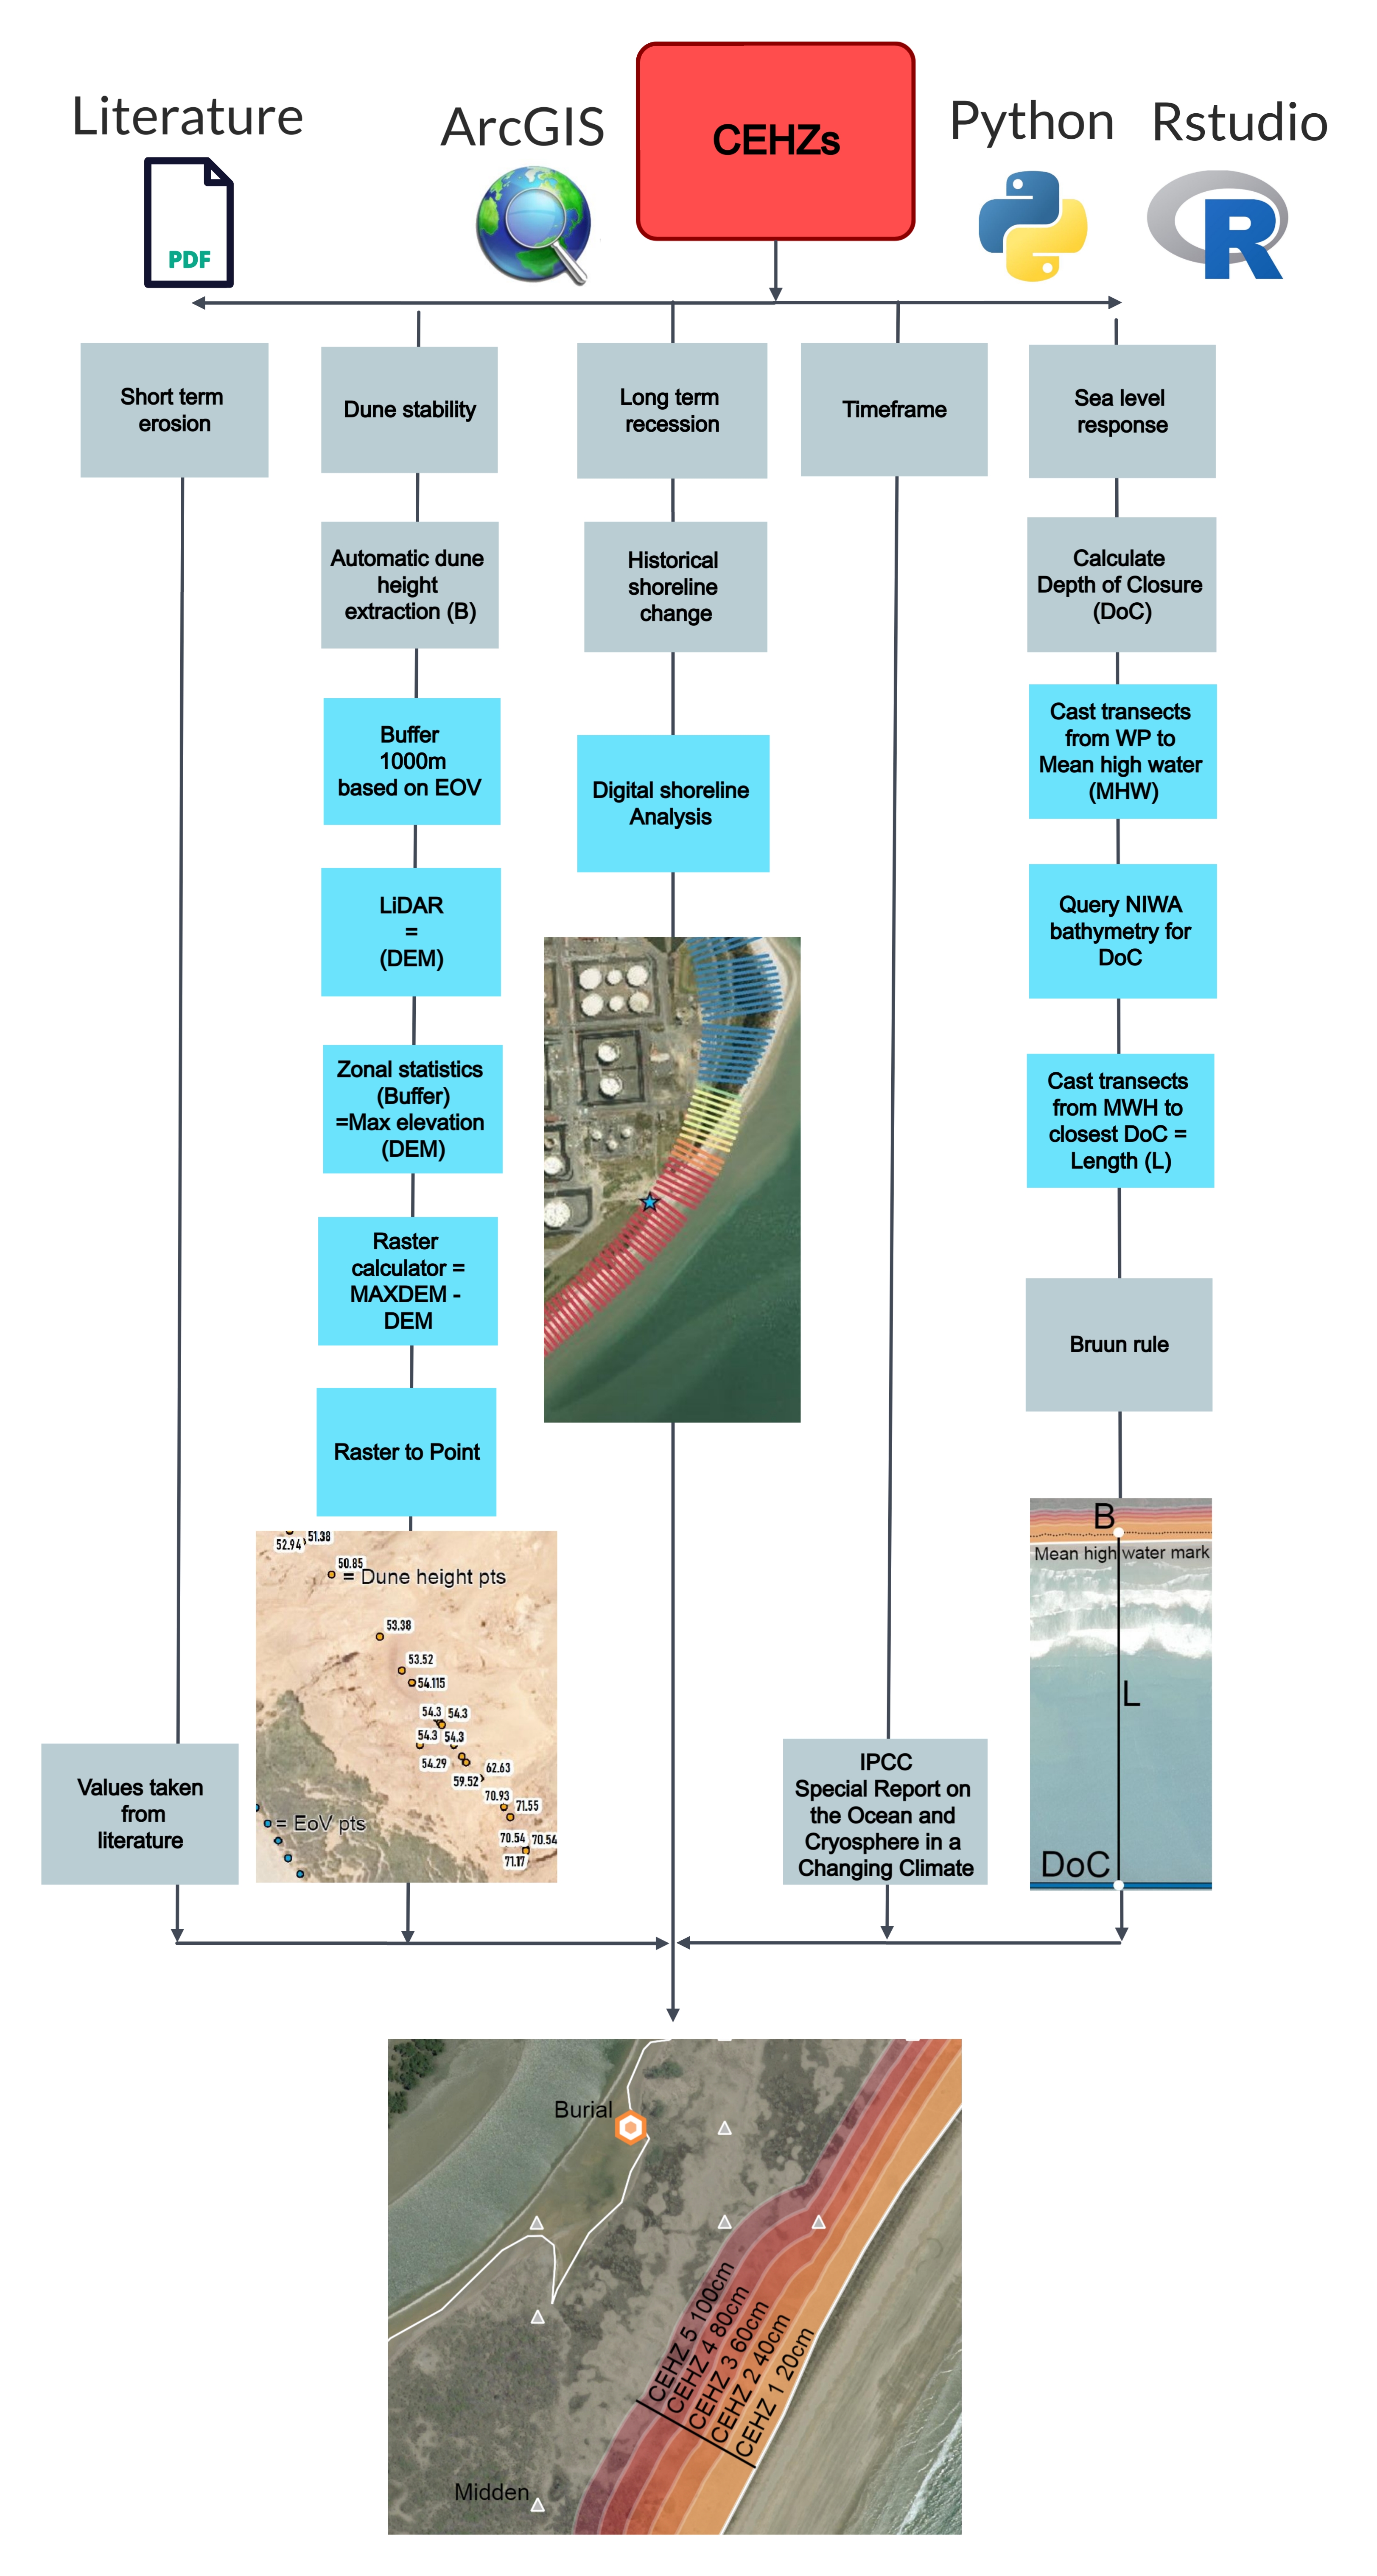 Literature
PDF
ArcGIS
CEHZs
Python
Rstudio
Short term
erosion
Values taken
from
literature
Dune stability
Automatic dune
height
extraction (B)
Buffer
1000m
based on EOV
LiDAR
=
(DEM)
Zonal statistics
(Buffer)
=Max elevation
(DEM)
Raster
calculator =
MAXDEM -
DEM
Raster to Point
51.38
52.94
50.85
= Dune height pts
53.38
53.52
54.115
54.3 54.3
54.3 54.3
54.29
62.63
59.52
70.93
71.55
= EoV pts
70.54 70.54
71.17
Long term
recession
Historical
shoreline
change
Digital shoreline
Analysis
Timeframe
IPCC
Special Report on
the Ocean and
Cryosphere in a
Changing Climate
Sea level
response
Calculate
Depth of Closure
(DoC)
Cast transects
from WP to
Mean high water
(MHW)
Query NIWA
bathymetry for
DoC
Cast transects
from MWH to
closest DoC =
Length (L)
Bruun rule
B
Mean high water mark
L
DoC
Burial
CEHZ 5 100cm
CEHZ 4 80cm
CEHZ 3 60cm
CEHZ 2 40cm
CEHZ 1 20cm
Midden